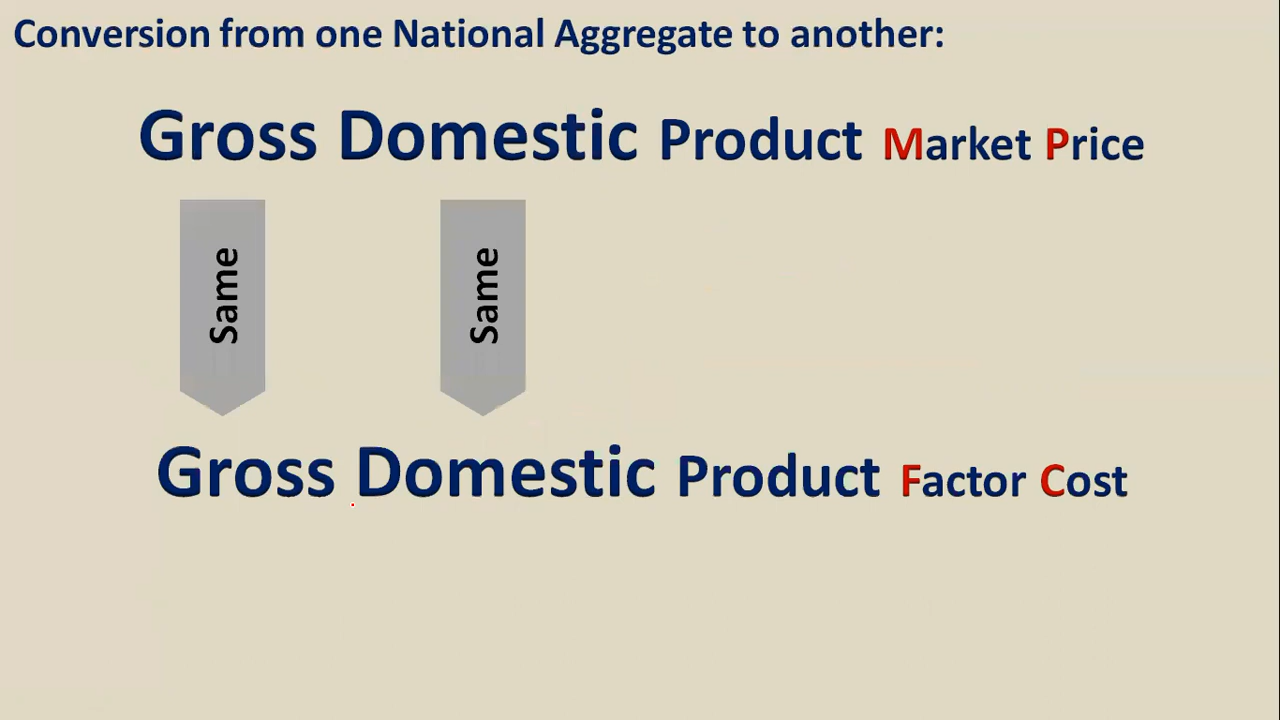 Conversion from one National Aggregate to another:
Gross Domestic Product Market Price
Same
Same
Gross Domestic Product Factor Cost